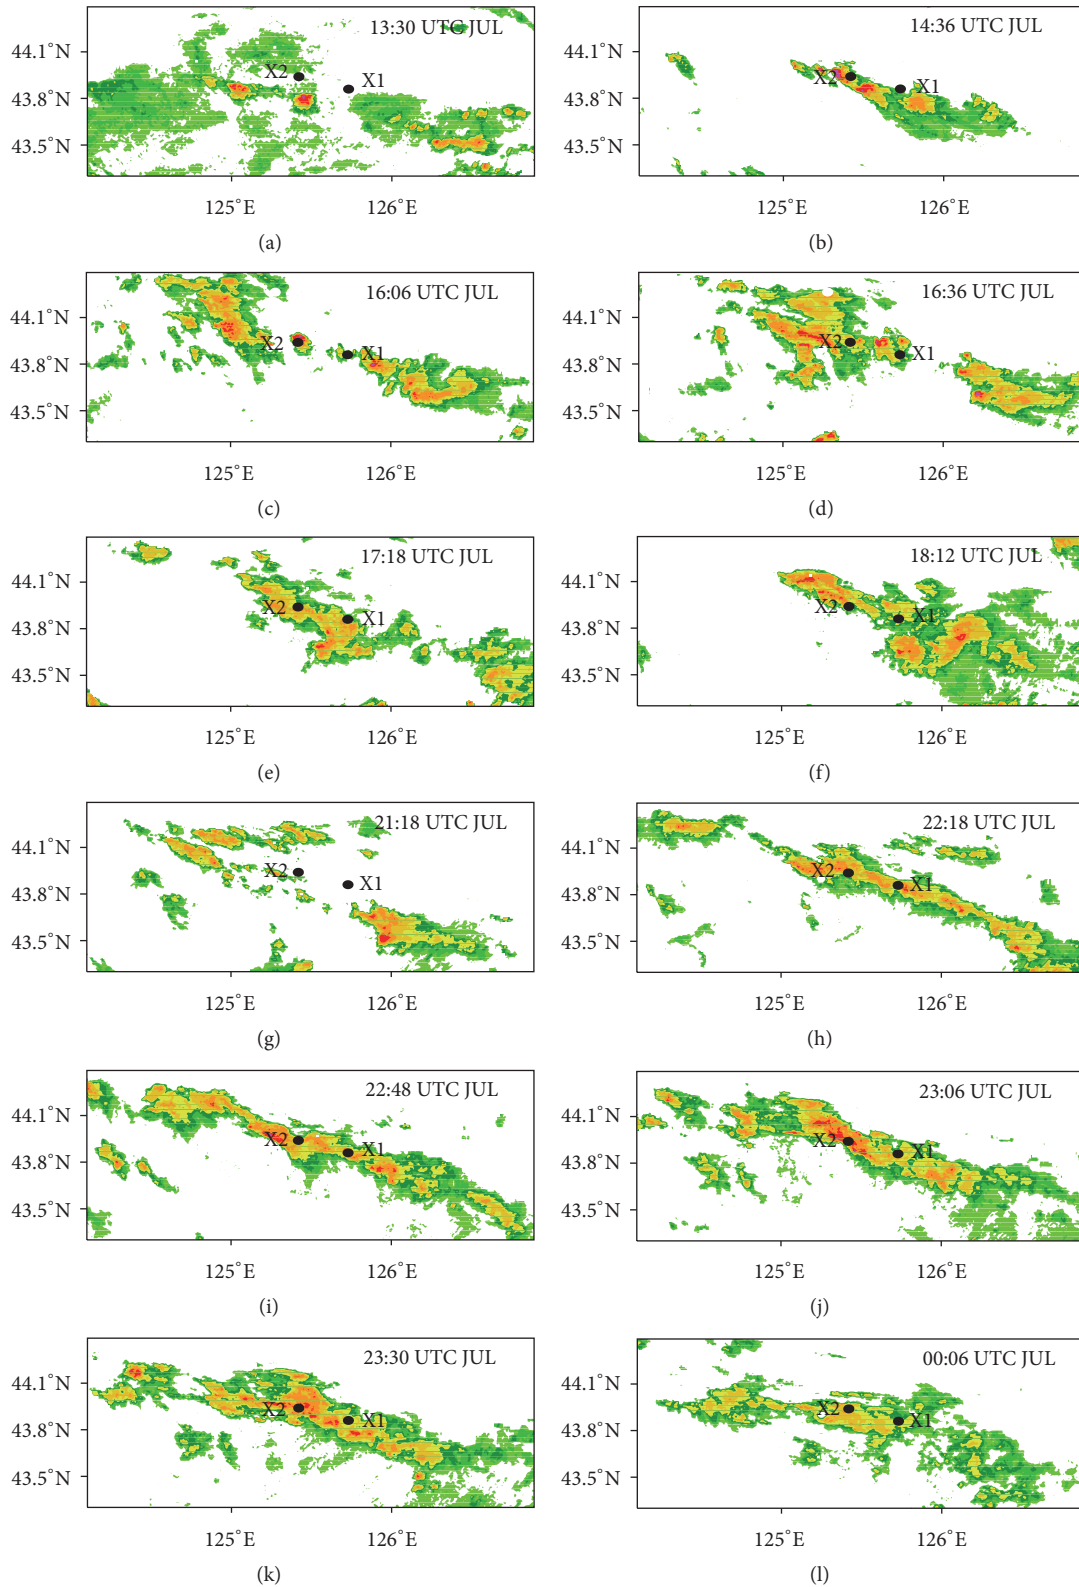 13:30 UTC JUL
44.1°N
43.8°N
43.5°N
X2
X1
125°E
126°E
(a)
14:36 UTC JUL
44.1°N
43.8°N
43.5°N
X2
X1
125°E
126°E
(b)
16:06 UTC JUL
44.1°N
43.8°N
43.5°N
X2
X1
125°E
126°E
(c)
16:36 UTC JUL
44.1°N
43.8°N
43.5°N
X2
X1
125°E
126°E
(d)
17:18 UTC JUL
44.1°N
43.8°N
43.5°N
X2
X1
125°E
126°E
(e)
18:12 UTC JUL
44.1°N
43.8°N
43.5°N
X2
X1
125°E
126°E
(f)
21:18 UTC JUL
44.1°N
43.8°N
43.5°N
X2
X1
125°E
126°E
(g)
22:18 UTC JUL
44.1°N
43.8°N
43.5°N
X2
X1
125°E
126°E
(h)
22:48 UTC JUL
44.1°N
43.8°N
43.5°N
X2
X1
125°E
126°E
(i)
23:06 UTC JUL
44.1°N
43.8°N
43.5°N
X2
X1
125°E
126°E
(j)
23:30 UTC JUL
44.1°N
43.8°N
43.5°N
X2
X1
125°E
126°E
(k)
00:06 UTC JUL
44.1°N
43.8°N
43.5°N
X2
X1
125°E
126°E
(l)